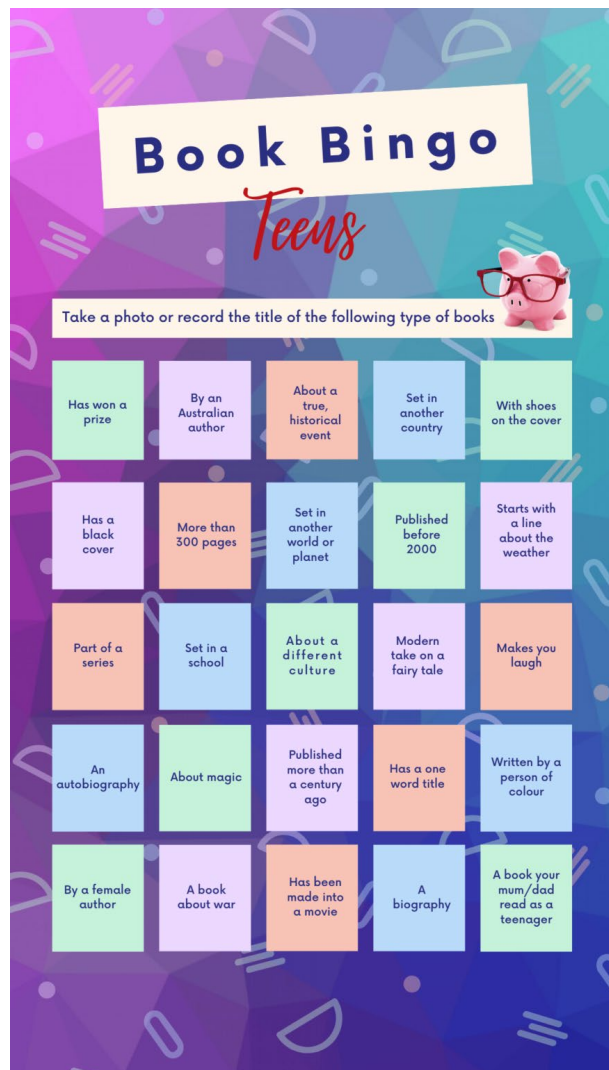 Book Bingo
Teens
Take a photo or record the title of the following type of books
Has won a
prize
By an
Australian
author
About a
true,
historical
event
Set in
another
country
With shoes
on the cover
Has a
black
cover
More than
300 pages
Set in
another
world or
planet
Published
before
2000
Starts with
a line
about the
weather
Part of a
series
Set in a
school
About a
different
culture
Modern
take on a
fairy tale
Makes you
laugh
An
autobiography
About magic
Published
more than
a century
ago
Has a one
word title
Written by a
person of
colour
By a female
author
A book
about war
Has been
made into
a movie
A
biography
A book your
mum/dad
read as a
teenager